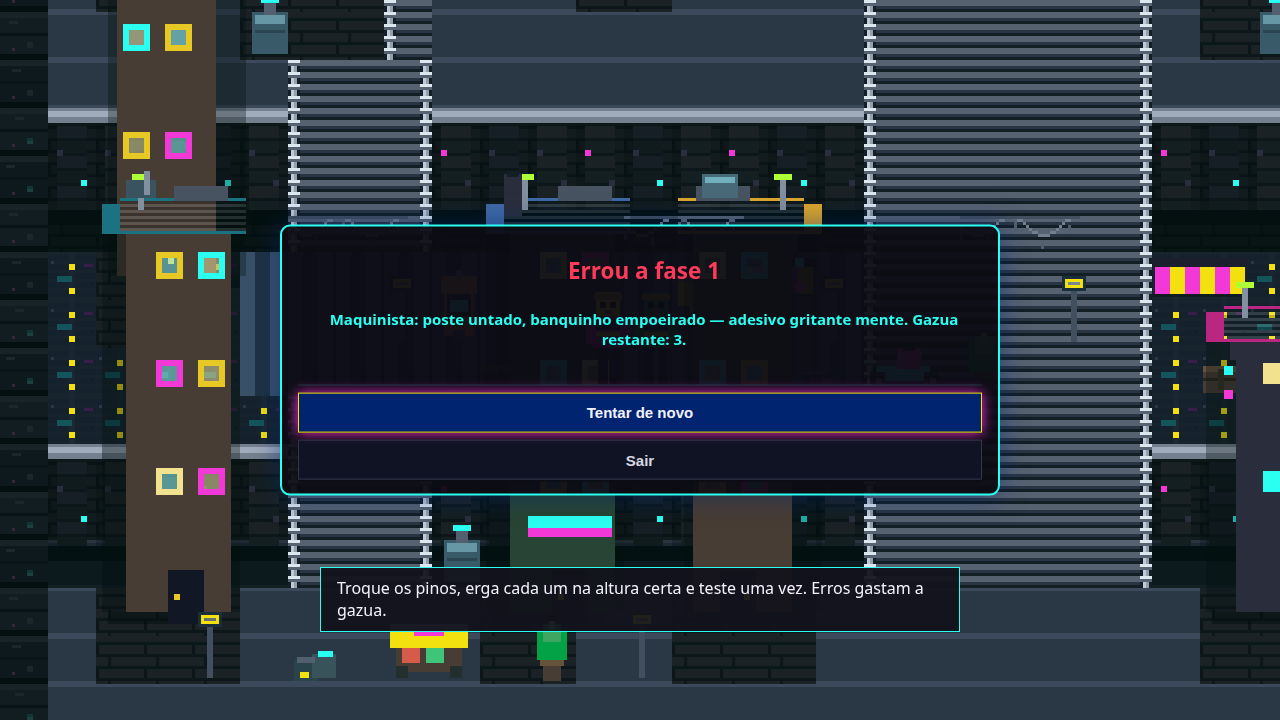 Errou a fase 1
Maquinista: poste untado, banquinho empoeirado — adesivo gritante mente. Gazua
restante: 3.
Tentar de novo
Sair
Troque os pinos, erga cada um na altura certa e teste uma vez. Erros gastam a
gazua.